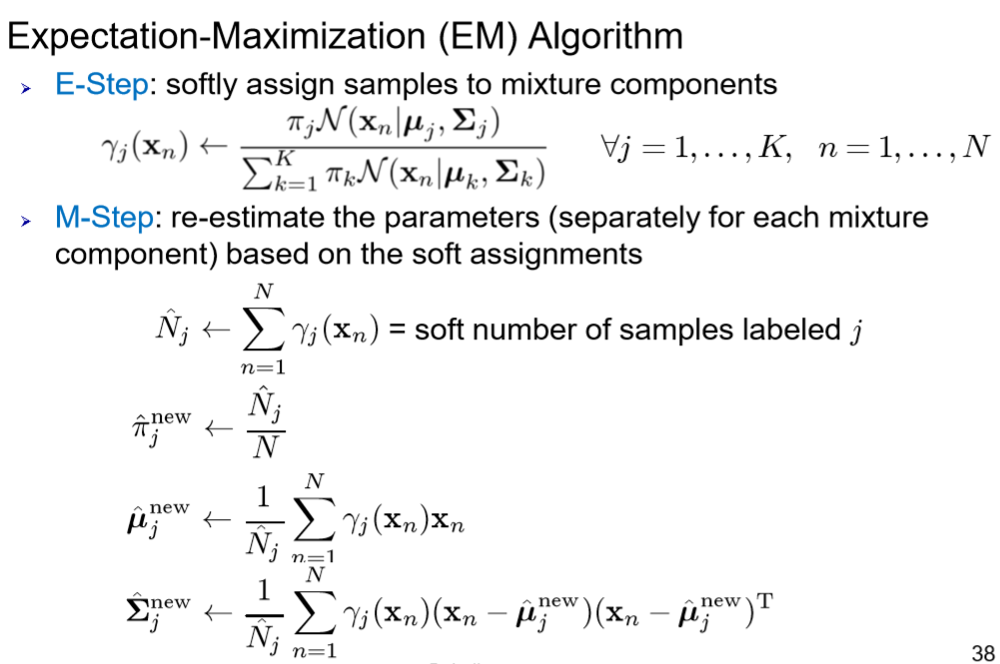 Expectation-Maximization (EM) Algorithm
➢ E-Step: softly assign samples to mixture components
$\gamma_j(\mathbf{x}_n) \leftarrow \frac{\pi_j \mathcal{N}(\mathbf{x}_n|\boldsymbol{\mu}_j, \boldsymbol{\Sigma}_j)}{\sum_{k=1}^{K} \pi_k \mathcal{N}(\mathbf{x}_n|\boldsymbol{\mu}_k, \boldsymbol{\Sigma}_k)} \quad \forall j = 1, \ldots, K, \;\; n = 1, \ldots, N$
➢ M-Step: re-estimate the parameters (separately for each mixture
component) based on the soft assignments
$\hat{N}_j \leftarrow \sum_{n=1}^{N} \gamma_j(\mathbf{x}_n)$ = soft number of samples labeled $j$
$\hat{\pi}_j^{\text{new}} \leftarrow \frac{\hat{N}_j}{N}$
$\hat{\boldsymbol{\mu}}_j^{\text{new}} \leftarrow \frac{1}{\hat{N}_j} \sum_{n=1}^{N} \gamma_j(\mathbf{x}_n)\mathbf{x}_n$
$\hat{\boldsymbol{\Sigma}}_j^{\text{new}} \leftarrow \frac{1}{\hat{N}_j} \sum_{n=1}^{N} \gamma_j(\mathbf{x}_n)(\mathbf{x}_n - \hat{\boldsymbol{\mu}}_j^{\text{new}})(\mathbf{x}_n - \hat{\boldsymbol{\mu}}_j^{\text{new}})^{\mathrm{T}}$
38